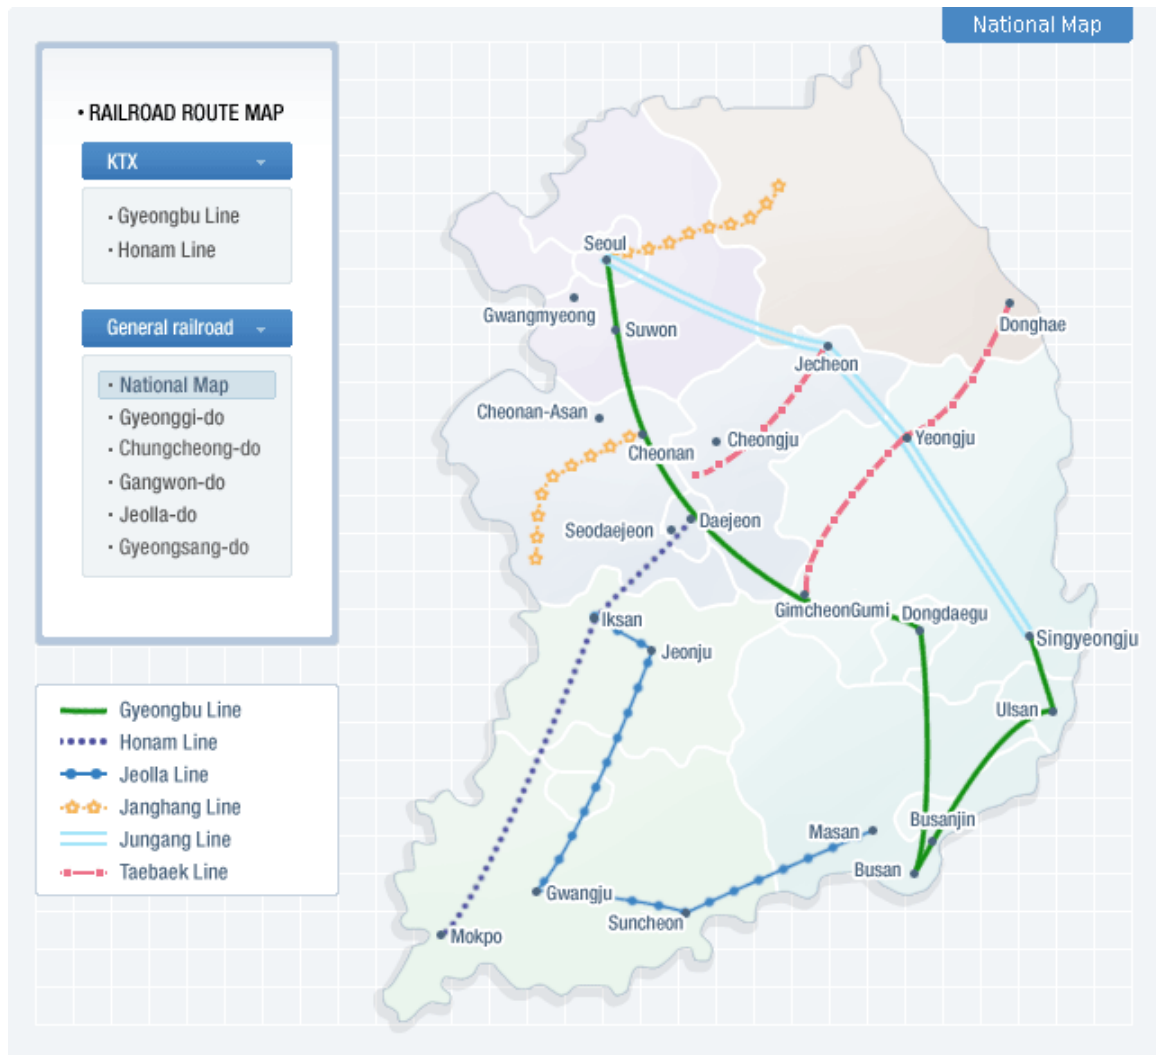 National Map
• RAILROAD ROUTE MAP
KTX
· Gyeongbu Line
· Honam Line
General railroad
· National Map
· Gyeonggi-do
· Chungcheong-do
· Gangwon-do
· Jeolla-do
· Gyeongsang-do
Gyeongbu Line
Honam Line
Jeolla Line
Janghang Line
Jungang Line
Taebaek Line
Seoul
Gwangmyeong
Suwon
Donghae
Jecheon
Cheonan-Asan
Cheonan
Cheongju
Yeongju
Seodaejeon
Daejeon
GimcheonGumi
Dongdaegu
Iksan
Jeonju
Singyeongju
Ulsan
Busanjin
Masan
Busan
Gwangju
Suncheon
Mokpo